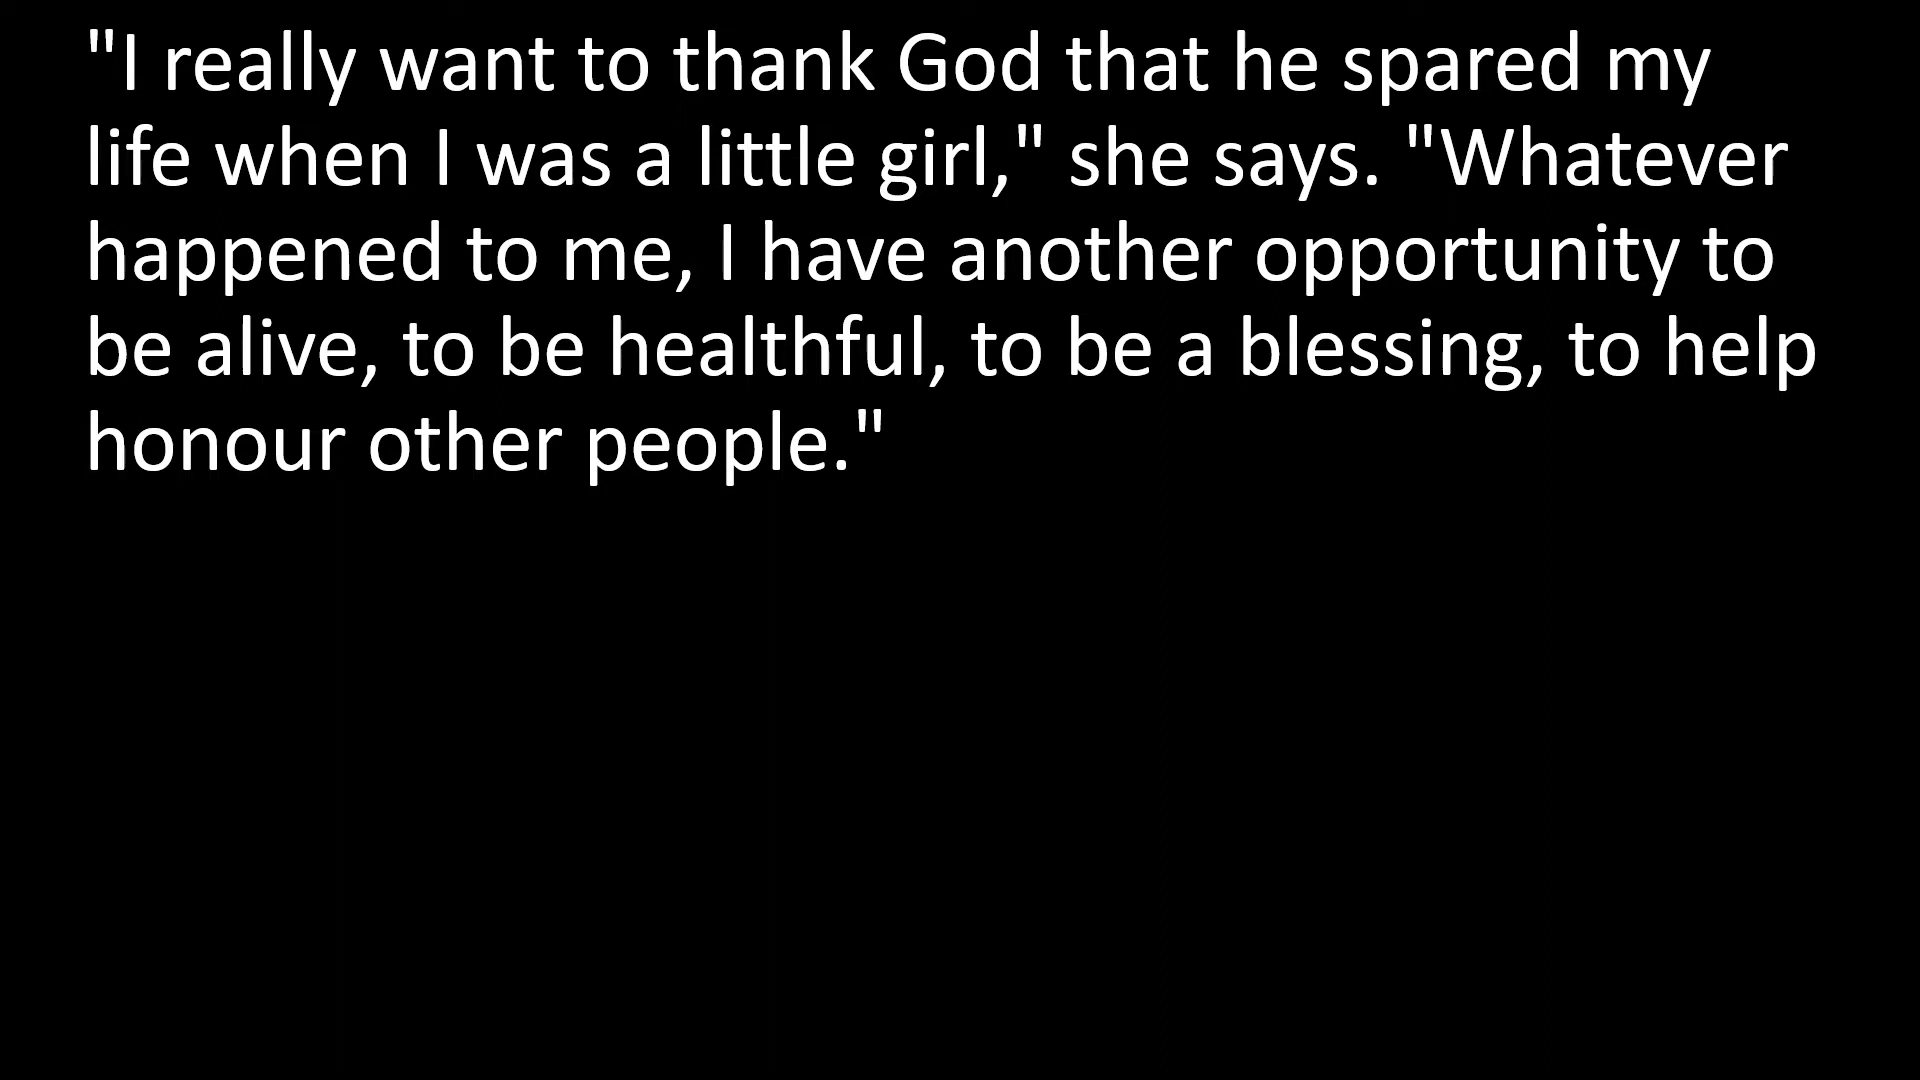 "I really want to thank God that he spared my
life when I was a little girl," she says. "Whatever
happened to me, I have another opportunity to
be alive, to be healthful, to be a blessing, to help
honour other people."